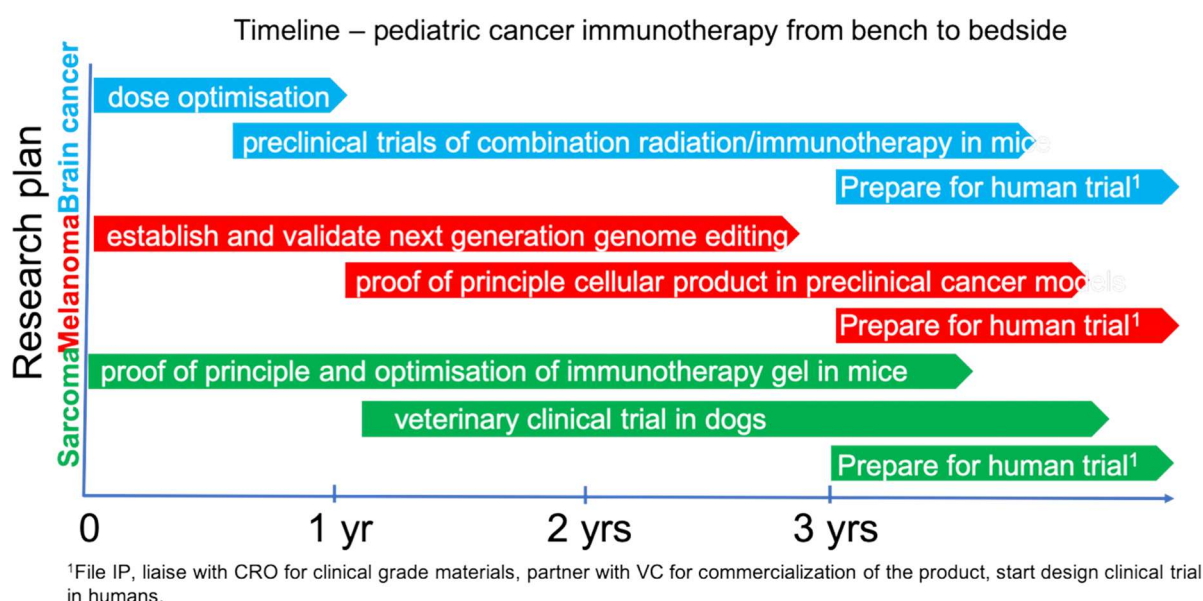 Timeline – pediatric cancer immunotherapy from bench to bedside
Research plan
Brain cancer
dose optimisation
preclinical trials of combination radiation/immunotherapy in mice
Prepare for human trial¹
Melanoma
establish and validate next generation genome editing
proof of principle cellular product in preclinical cancer models
Prepare for human trial¹
Sarcoma
proof of principle and optimisation of immunotherapy gel in mice
veterinary clinical trial in dogs
Prepare for human trial¹
0 1 yr 2 yrs 3 yrs
¹File IP, liaise with CRO for clinical grade materials, partner with VC for commercialization of the product, start design clinical trial
in humans.